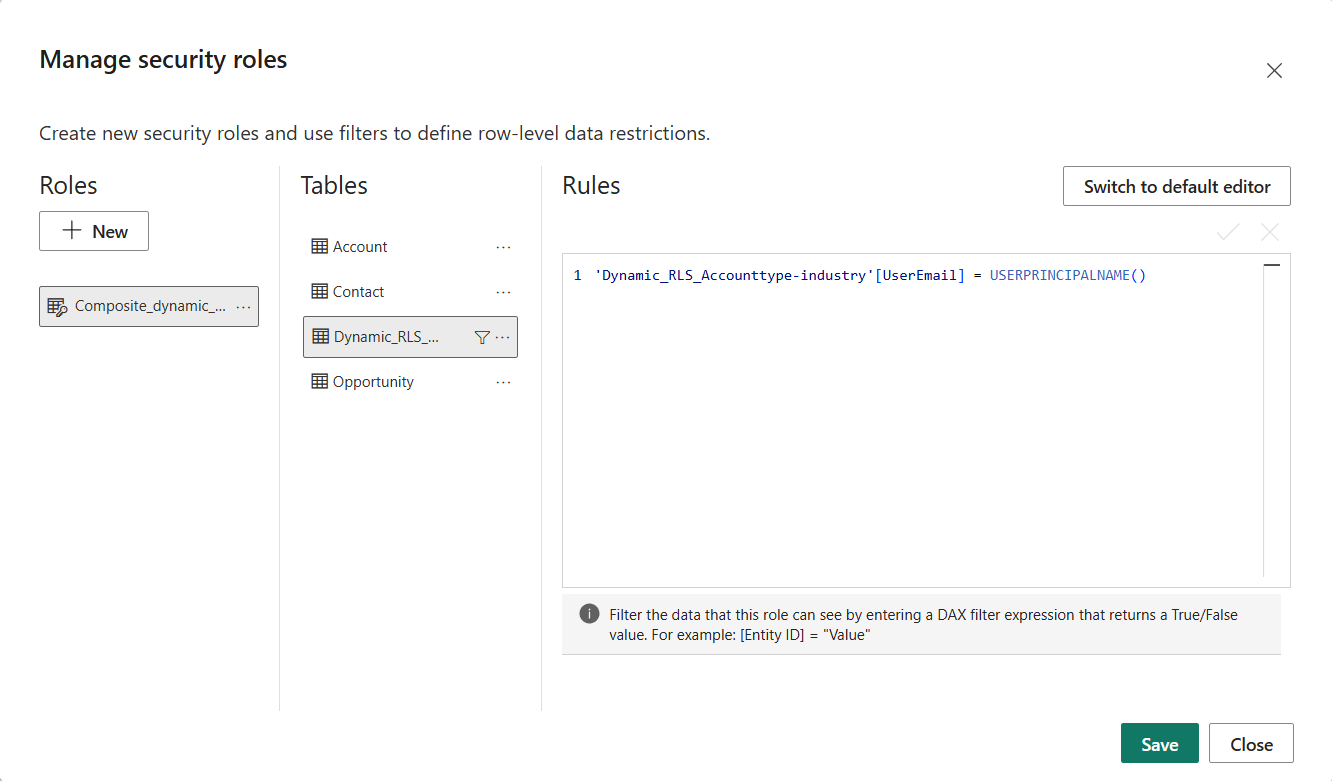 Manage security roles
Create new security roles and use filters to define row-level data restrictions.
Roles
New
Composite_dynamic_... ...
Tables
Account ...
Contact ...
Dynamic_RLS_... ...
Opportunity ...
Rules
Switch to default editor
1 'Dynamic_RLS_Accounttype-industry'[UserEmail] = USERPRINCIPALNAME()
Filter the data that this role can see by entering a DAX filter expression that returns a True/False
value. For example: [Entity ID] = "Value"
Save
Close